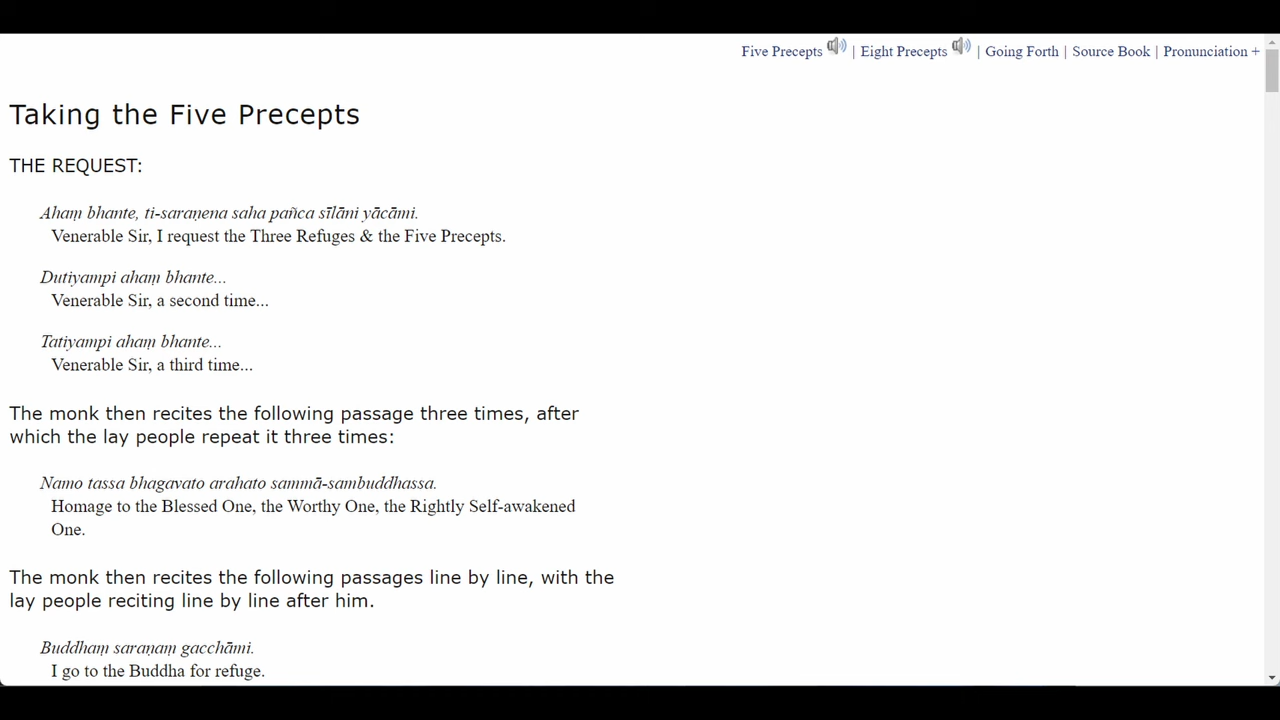 Five Precepts | Eight Precepts | Going Forth | Source Book | Pronunciation +
Taking the Five Precepts
THE REQUEST:
Ahaṃ bhante, ti-saraṇena saha pañca sīlāni yācāmi.
Venerable Sir, I request the Three Refuges & the Five Precepts.
Dutiyampi ahaṃ bhante...
Venerable Sir, a second time...
Tatiyampi ahaṃ bhante...
Venerable Sir, a third time...
The monk then recites the following passage three times, after
which the lay people repeat it three times:
Namo tassa bhagavato arahato sammā-sambuddhassa.
Homage to the Blessed One, the Worthy One, the Rightly Self-awakened
One.
The monk then recites the following passages line by line, with the
lay people reciting line by line after him.
Buddhaṃ saraṇaṃ gacchāmi.
I go to the Buddha for refuge.